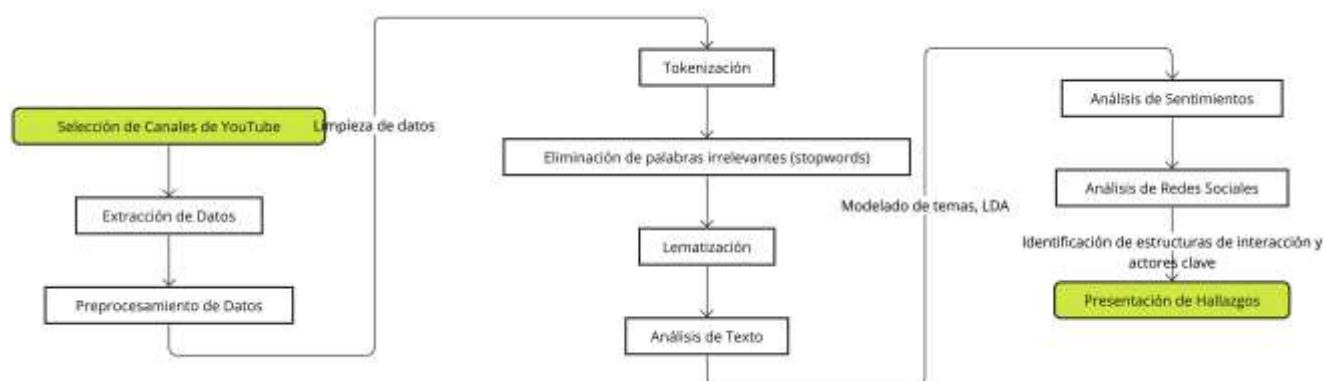 Selección de Canales de YouTube
Extracción de Datos
Preprocesamiento de Datos
Limpieza de datos
Tokenización
Eliminación de palabras irrelevantes (stopwords)
Lematización
Análisis de Texto
Modelado de temas, LDA
Análisis de Sentimientos
Análisis de Redes Sociales
Identificación de estructuras de interacción y
actores clave
Presentación de Hallazgos